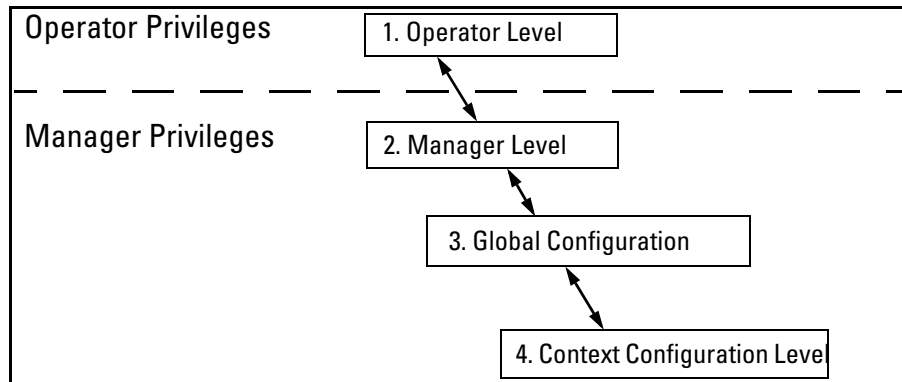 Operator Privileges
1. Operator Level
Manager Privileges
2. Manager Level
3. Global Configuration
4. Context Configuration Level